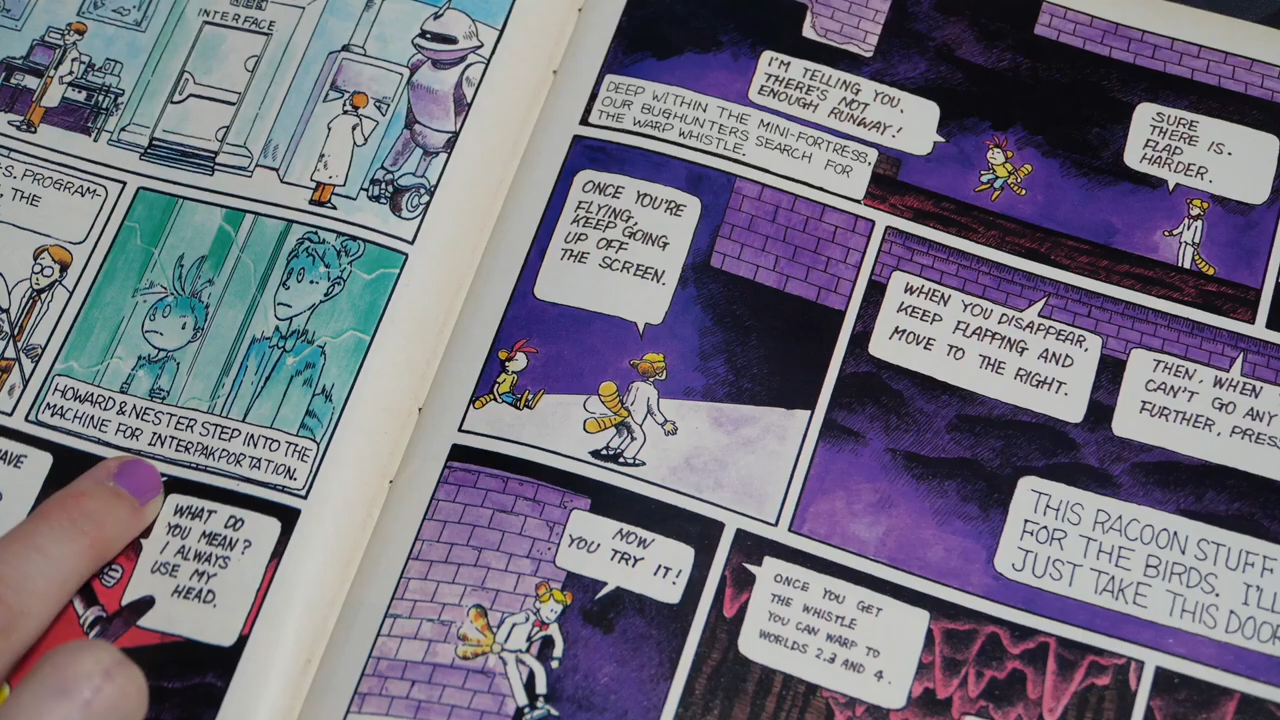 INTERFACE
S. PROGRAM-
THE
HOWARD & NESTER STEP INTO THE
MACHINE FOR INTERPAKPORTATION.
AVE
WHAT DO
YOU MEAN?
I ALWAYS
USE MY
HEAD.
I'M TELLING YOU,
THERE'S NOT
ENOUGH RUNWAY!
DEEP WITHIN THE MINI-FORTRESS,
OUR BUGHUNTERS SEARCH FOR
THE WARP WHISTLE.
SURE
THERE IS.
FLAP
HARDER.
ONCE YOU'RE
FLYING,
KEEP GOING
UP OFF
THE SCREEN.
WHEN YOU DISAPPEAR,
KEEP FLAPPING AND
MOVE TO THE RIGHT.
THEN, WHEN
CAN'T GO ANY
FURTHER, PRESS
THIS RACOON STUFF
FOR THE BIRDS. I'LL
JUST TAKE THIS DOOR
NOW
YOU TRY IT!
ONCE YOU GET
THE WHISTLE
YOU CAN WARP TO
WORLDS 2.3 AND 4.